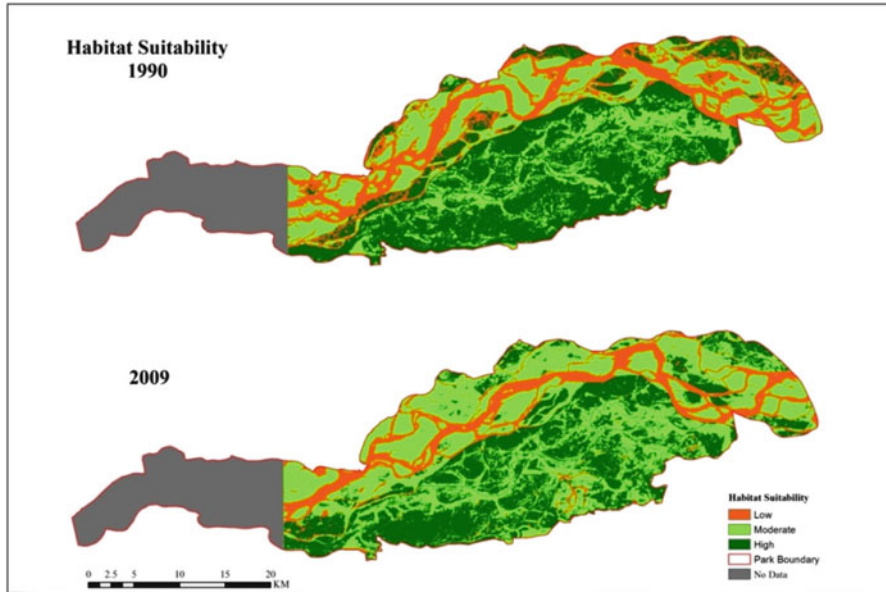 Habitat Suitability
1990
2009
Habitat Suitability
Low
Moderate
High
Park Boundary
No Data
0 2.5 5 10 15 20
KM